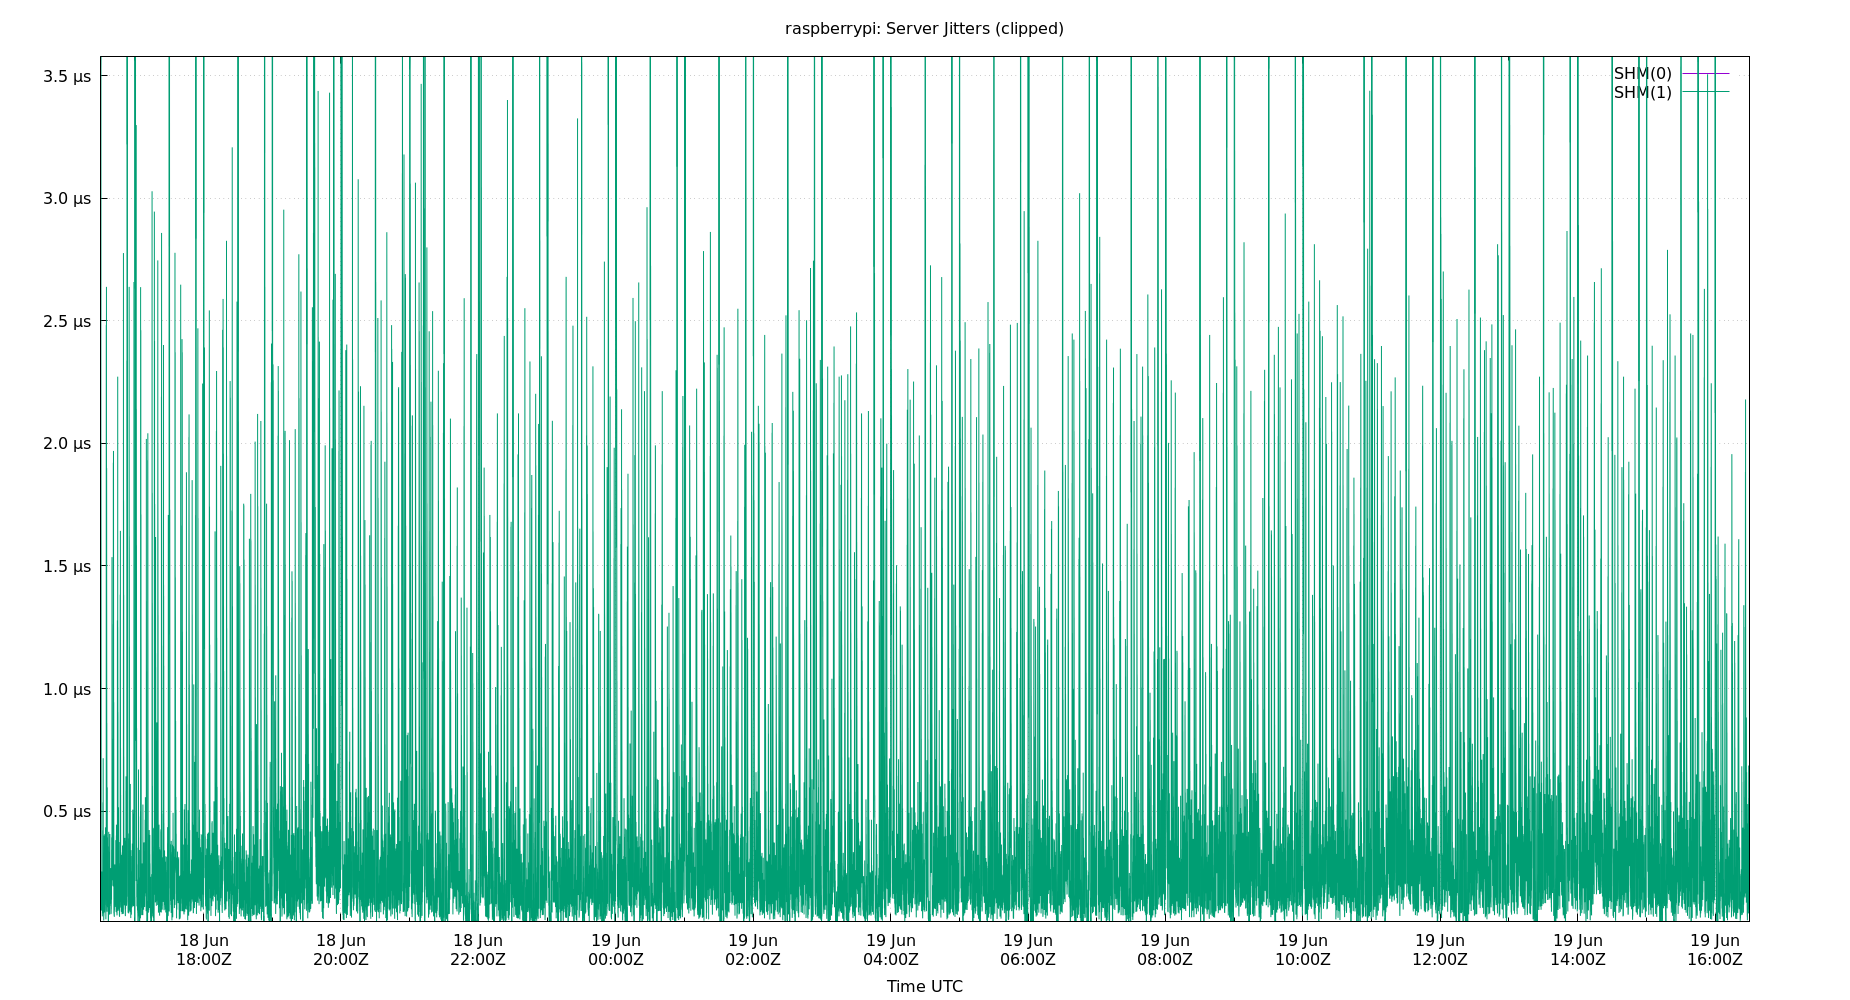 raspberrypi: Server Jitters (clipped)
SHM(0)
SHM(1)
3.5 µs
3.0 µs
2.5 µs
2.0 µs
1.5 µs
1.0 µs
0.5 µs
18 Jun 18 Jun 18 Jun 19 Jun 19 Jun 19 Jun 19 Jun 19 Jun 19 Jun 19 Jun 19 Jun 19 Jun
18:00Z 20:00Z 22:00Z 00:00Z 02:00Z 04:00Z 06:00Z 08:00Z 10:00Z 12:00Z 14:00Z 16:00Z
Time UTC